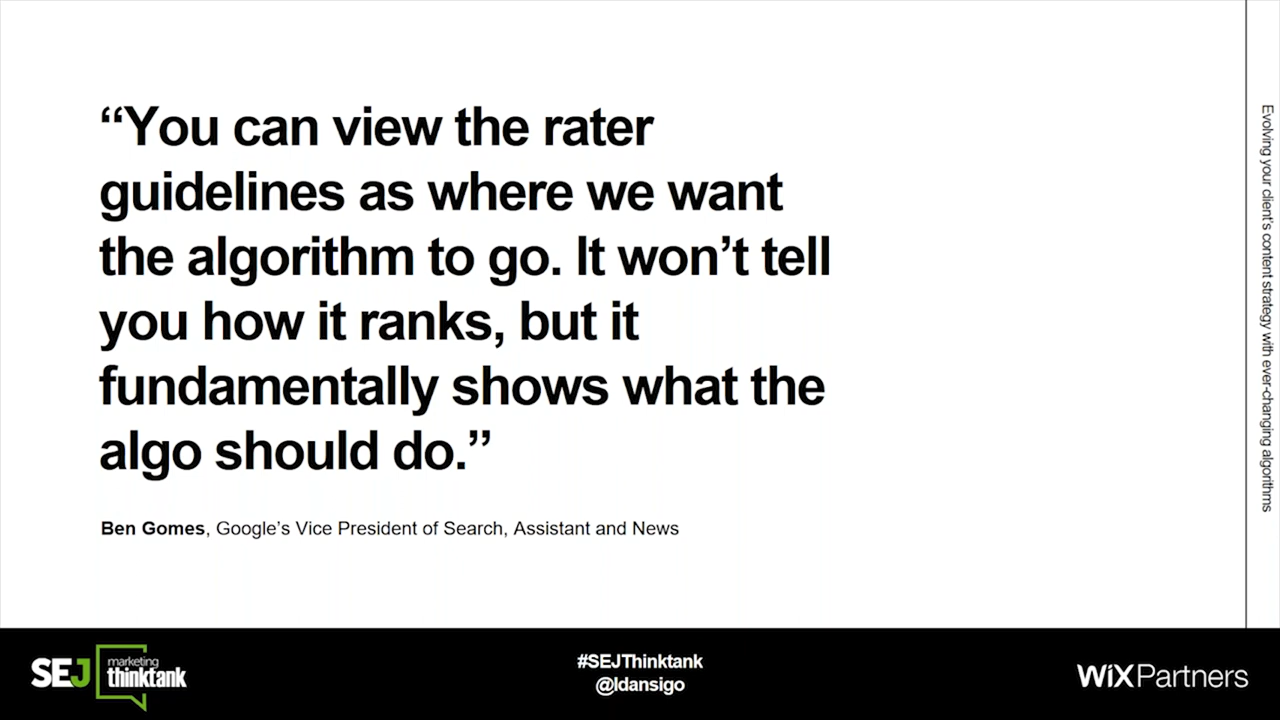 “You can view the rater
guidelines as where we want
the algorithm to go. It won’t tell
you how it ranks, but it
fundamentally shows what the
algo should do.”
Ben Gomes, Google’s Vice President of Search, Assistant and News
Evolving your client’s content strategy with ever-changing algorithms
SEJ
marketing
thinktank
#SEJThinktank
@Idansigo
WiXPartners